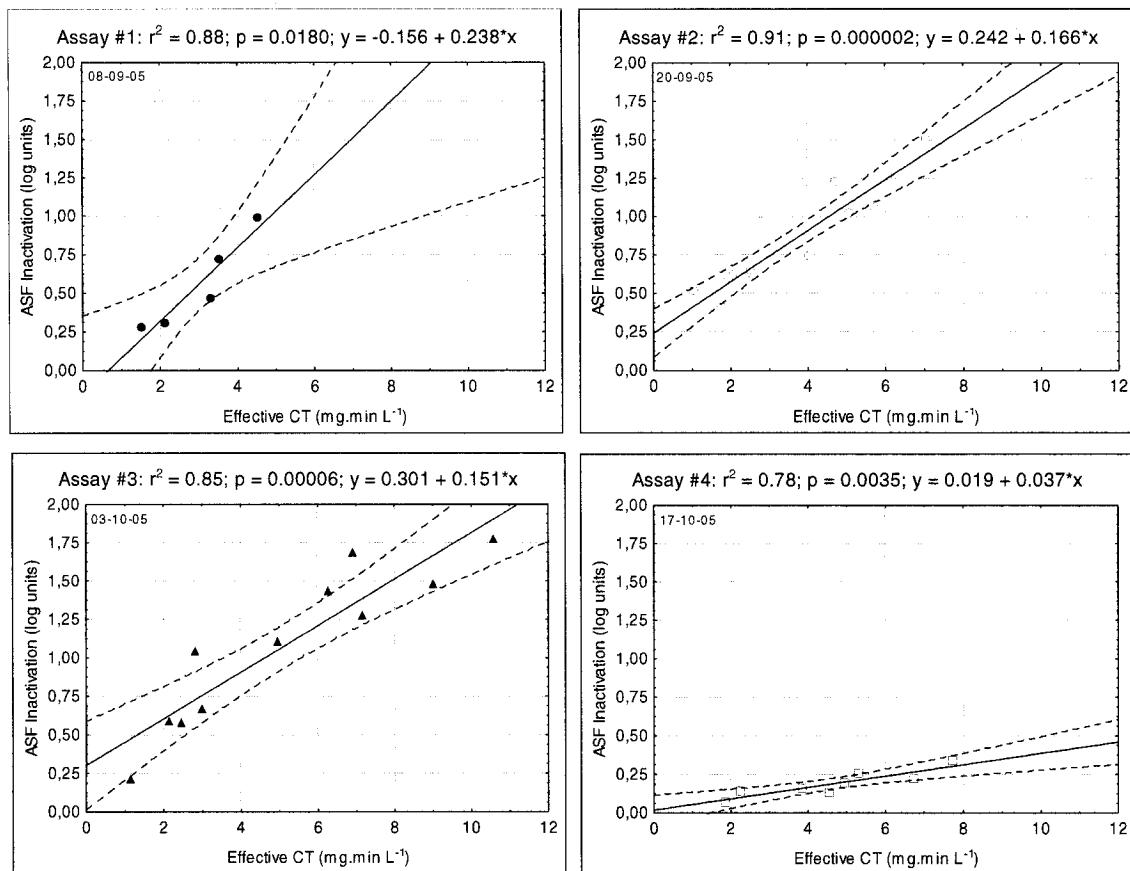 Assay #1: r² = 0.88; p = 0.0180; y = -0.156 + 0.238*x
08-09-05
ASF Inactivation (log units)
2,00
1,75
1,50
1,25
1,00
0,75
0,50
0,25
0,00
0 2 4 6 8 10 12
Effective CT (mg.min L⁻¹)
Assay #2: r² = 0.91; p = 0.000002; y = 0.242 + 0.166*x
20-09-05
ASF Inactivation (log units)
2,00
1,75
1,50
1,25
1,00
0,75
0,50
0,25
0,00
0 2 4 6 8 10 12
Effective CT (mg.min L⁻¹)
Assay #3: r² = 0.85; p = 0.00006; y = 0.301 + 0.151*x
03-10-05
ASF Inactivation (log units)
2,00
1,75
1,50
1,25
1,00
0,75
0,50
0,25
0,00
0 2 4 6 8 10 12
Effective CT (mg.min L⁻¹)
Assay #4: r² = 0.78; p = 0.0035; y = 0.019 + 0.037*x
17-10-05
ASF Inactivation (log units)
2,00
1,75
1,50
1,25
1,00
0,75
0,50
0,25
0,00
0 2 4 6 8 10 12
Effective CT (mg.min L⁻¹)